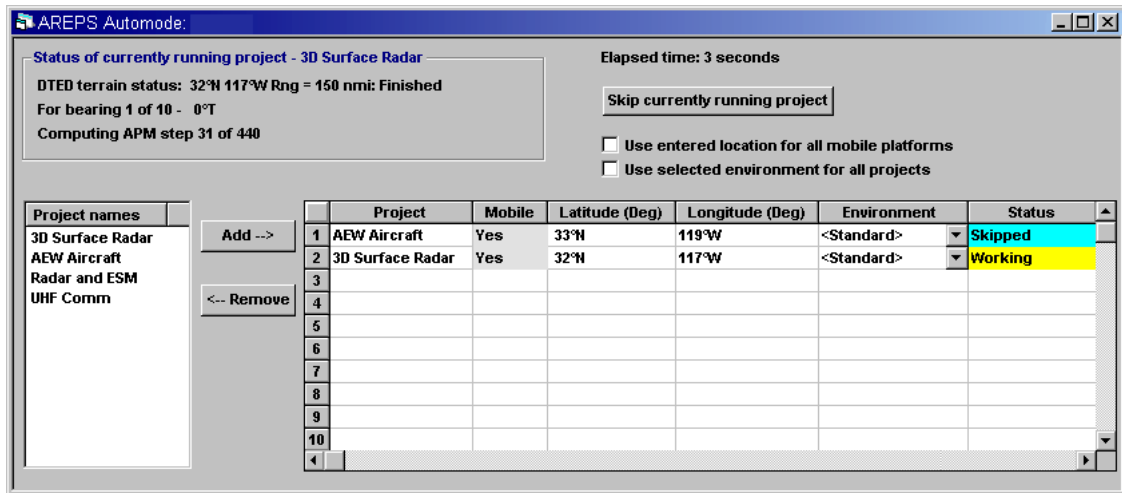 AREPS Automode:
Status of currently running project - 3D Surface Radar
DTED terrain status: 32°N 117°W Rng = 150 nmi: Finished
For bearing 1 of 10 - 0°T
Computing APM step 31 of 440
Elapsed time: 3 seconds
Skip currently running project
Use entered location for all mobile platforms
Use selected environment for all projects
Project names
3D Surface Radar
AEW Aircraft
Radar and ESM
UHF Comm
Add -->
<-- Remove
Project Mobile Latitude (Deg) Longitude (Deg) Environment Status
1 AEW Aircraft Yes 33°N 119°W <Standard> Skipped
2 3D Surface Radar Yes 32°N 117°W <Standard> Working
3
4
5
6
7
8
9
10